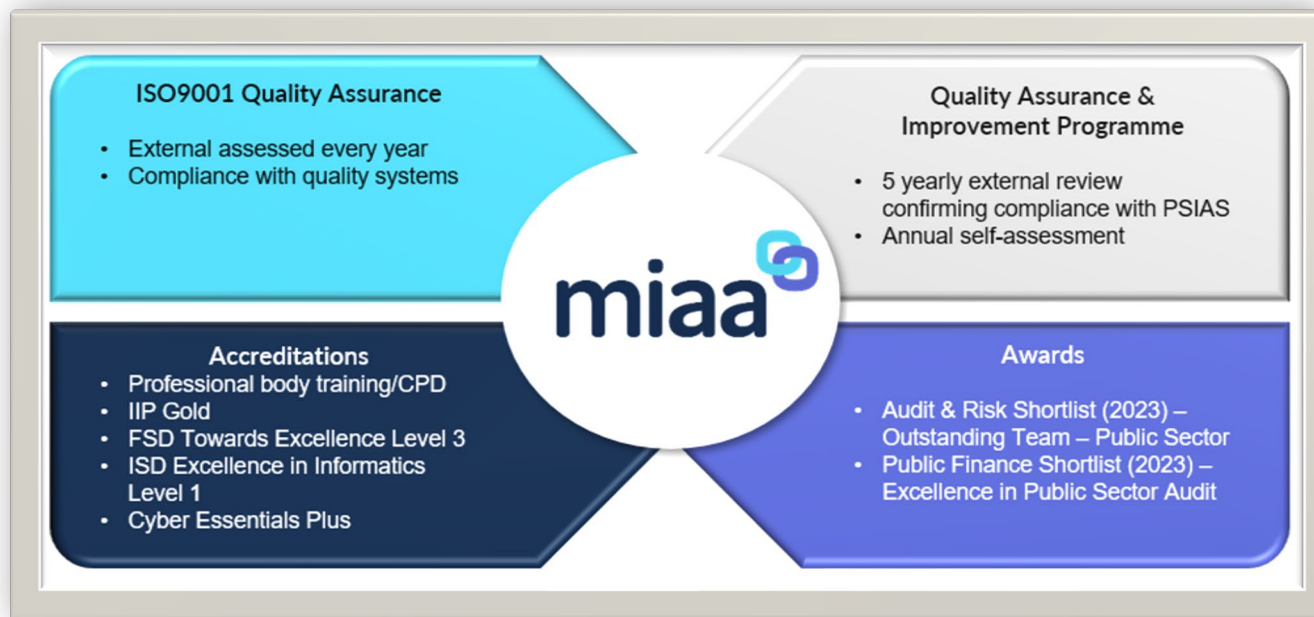 ISO9001 Quality Assurance
• External assessed every year
• Compliance with quality systems
Quality Assurance &
Improvement Programme
• 5 yearly external review
confirming compliance with PSIAS
• Annual self-assessment
miaa
Accreditations
• Professional body training/CPD
• IIP Gold
• FSD Towards Excellence Level 3
• ISD Excellence in Informatics
Level 1
• Cyber Essentials Plus
Awards
• Audit & Risk Shortlist (2023) –
Outstanding Team – Public Sector
• Public Finance Shortlist (2023) –
Excellence in Public Sector Audit